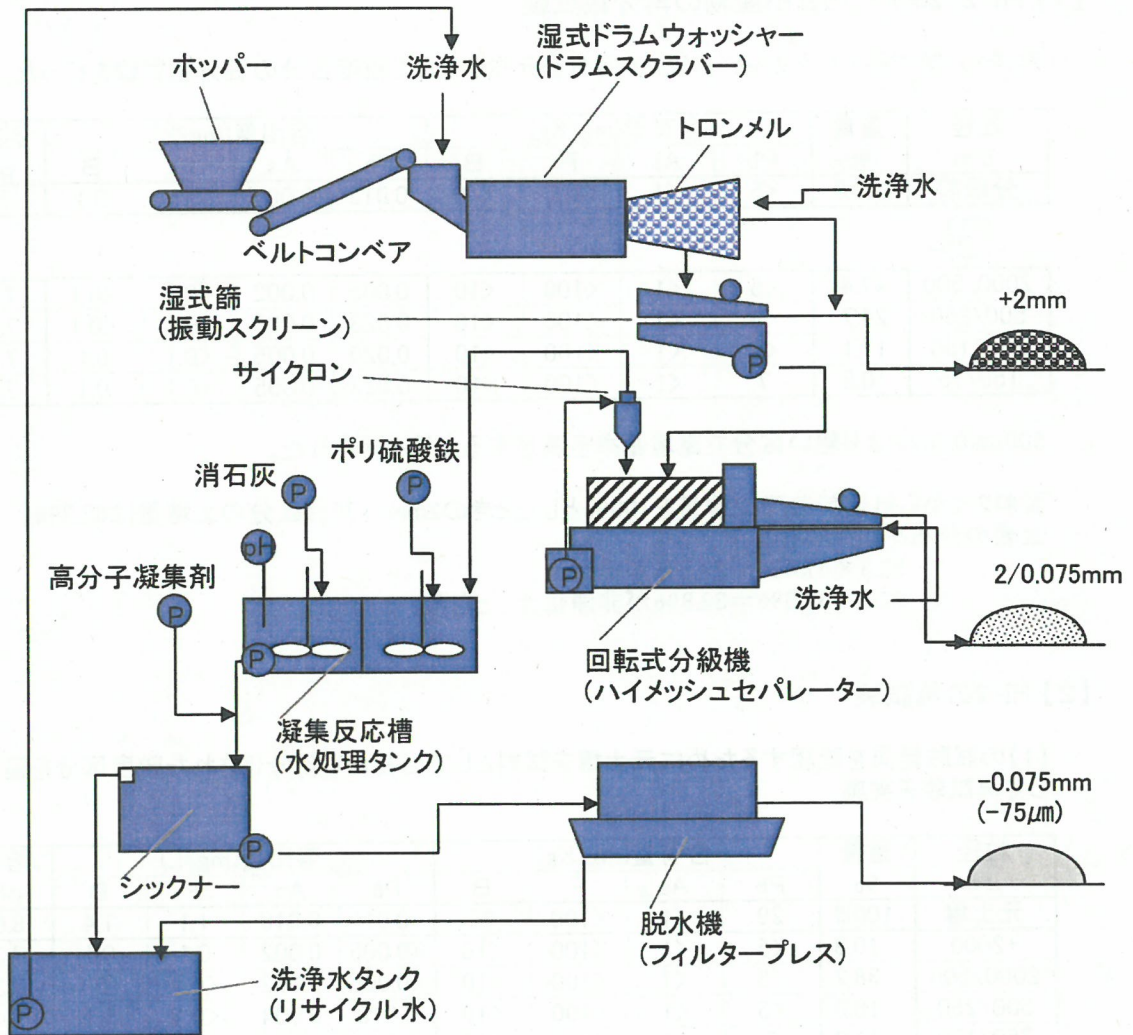 湿式ドラムウォッシャー
(ドラムスクラバー)
ホッパー
洗浄水
トロンメル
洗浄水
ベルトコンベア
湿式篩
(振動スクリーン)
+2mm
P
サイクロン
ポリ硫酸鉄
消石灰
P
P
pH
高分子凝集剤
P
P
P
洗浄水
2/0.075mm
回転式分級機
(ハイメッシュセパレーター)
凝集反応槽
(水処理タンク)
-0.075mm
(-75μm)
P
シックナー
脱水機
(フィルタープレス)
洗浄水タンク
(リサイクル水)
P